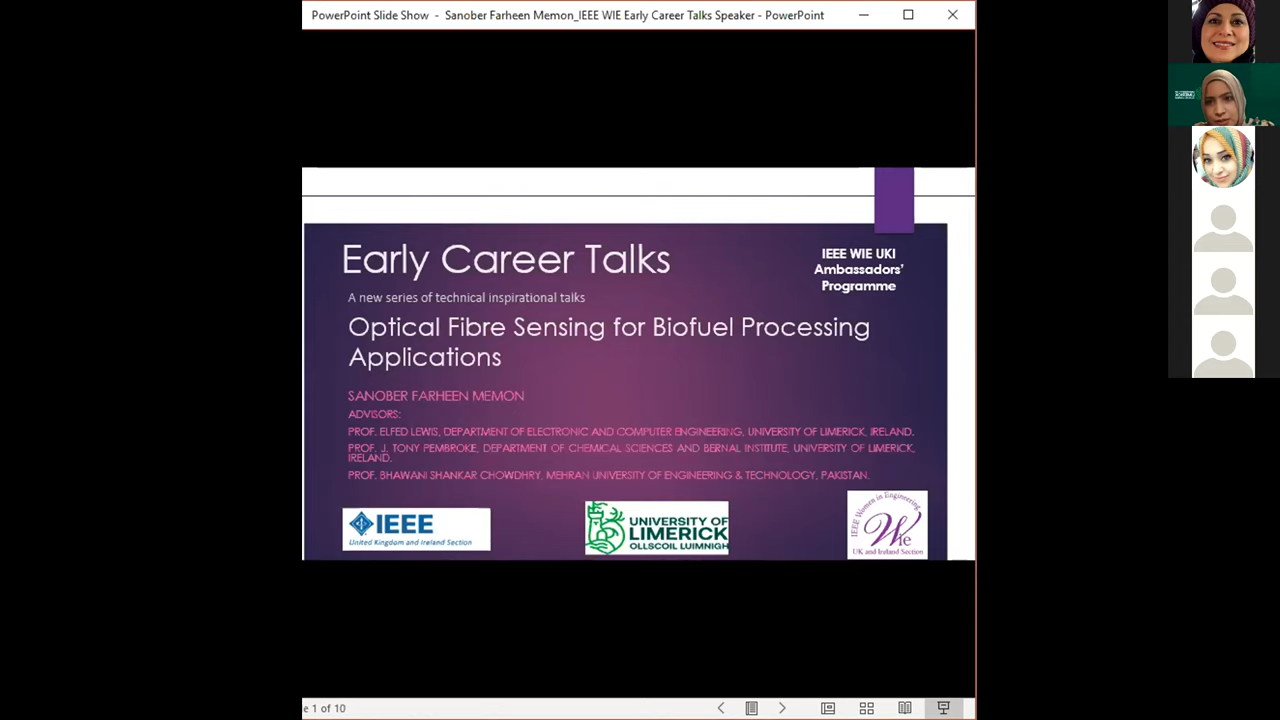 PowerPoint Slide Show - Sanober Farheen Memon_IEEE WIE Early Career Talks Speaker - PowerPoint
Early Career Talks
IEEE WIE UKI
Ambassadors'
Programme
A new series of technical inspirational talks
Optical Fibre Sensing for Biofuel Processing
Applications
SANOBER FARHEEN MEMON
ADVISORS:
PROF. ELFED LEWIS, DEPARTMENT OF ELECTRONIC AND COMPUTER ENGINEERING, UNIVERSITY OF LIMERICK, IRELAND.
PROF. J. TONY PEMBROKE, DEPARTMENT OF CHEMICAL SCIENCES AND BERNAL INSTITUTE, UNIVERSITY OF LIMERICK,
IRELAND.
PROF. BHAWANI SHANKAR CHOWDHRY, MEHRAN UNIVERSITY OF ENGINEERING & TECHNOLOGY, PAKISTAN.
IEEE
United Kingdom and Ireland Section
UNIVERSITY OF
LIMERICK
OLLSCOIL LUIMNIGH
IEEE Women in Engineering
Wie
UK and Ireland Section
e 1 of 10